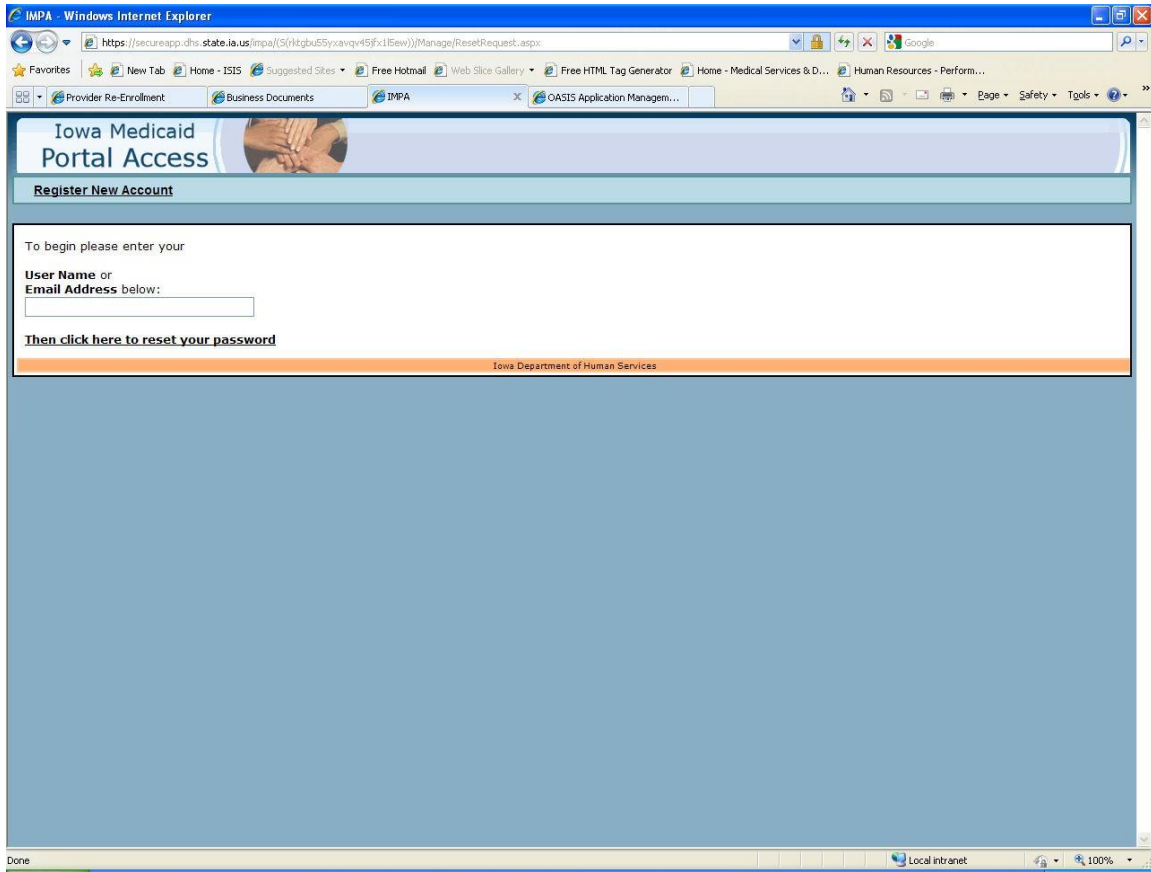 IMPA - Windows Internet Explorer
https://secureapp.dhs.state.ia.us/impa/(S(rktgbu55yxavqv45jfx1l5ew))/Manage/ResetRequest.aspx Google
Favorites New Tab Home - ISIS Suggested Sites Free Hotmail Web Slice Gallery Free HTML Tag Generator Home - Medical Services & D... Human Resources - Perform...
Provider Re-Enrollment Business Documents IMPA X OASIS Application Managem... Page Safety Tools »
Iowa Medicaid
Portal Access
Register New Account
To begin please enter your
User Name or
Email Address below:
Then click here to reset your password
Iowa Department of Human Services
Done Local intranet 100%